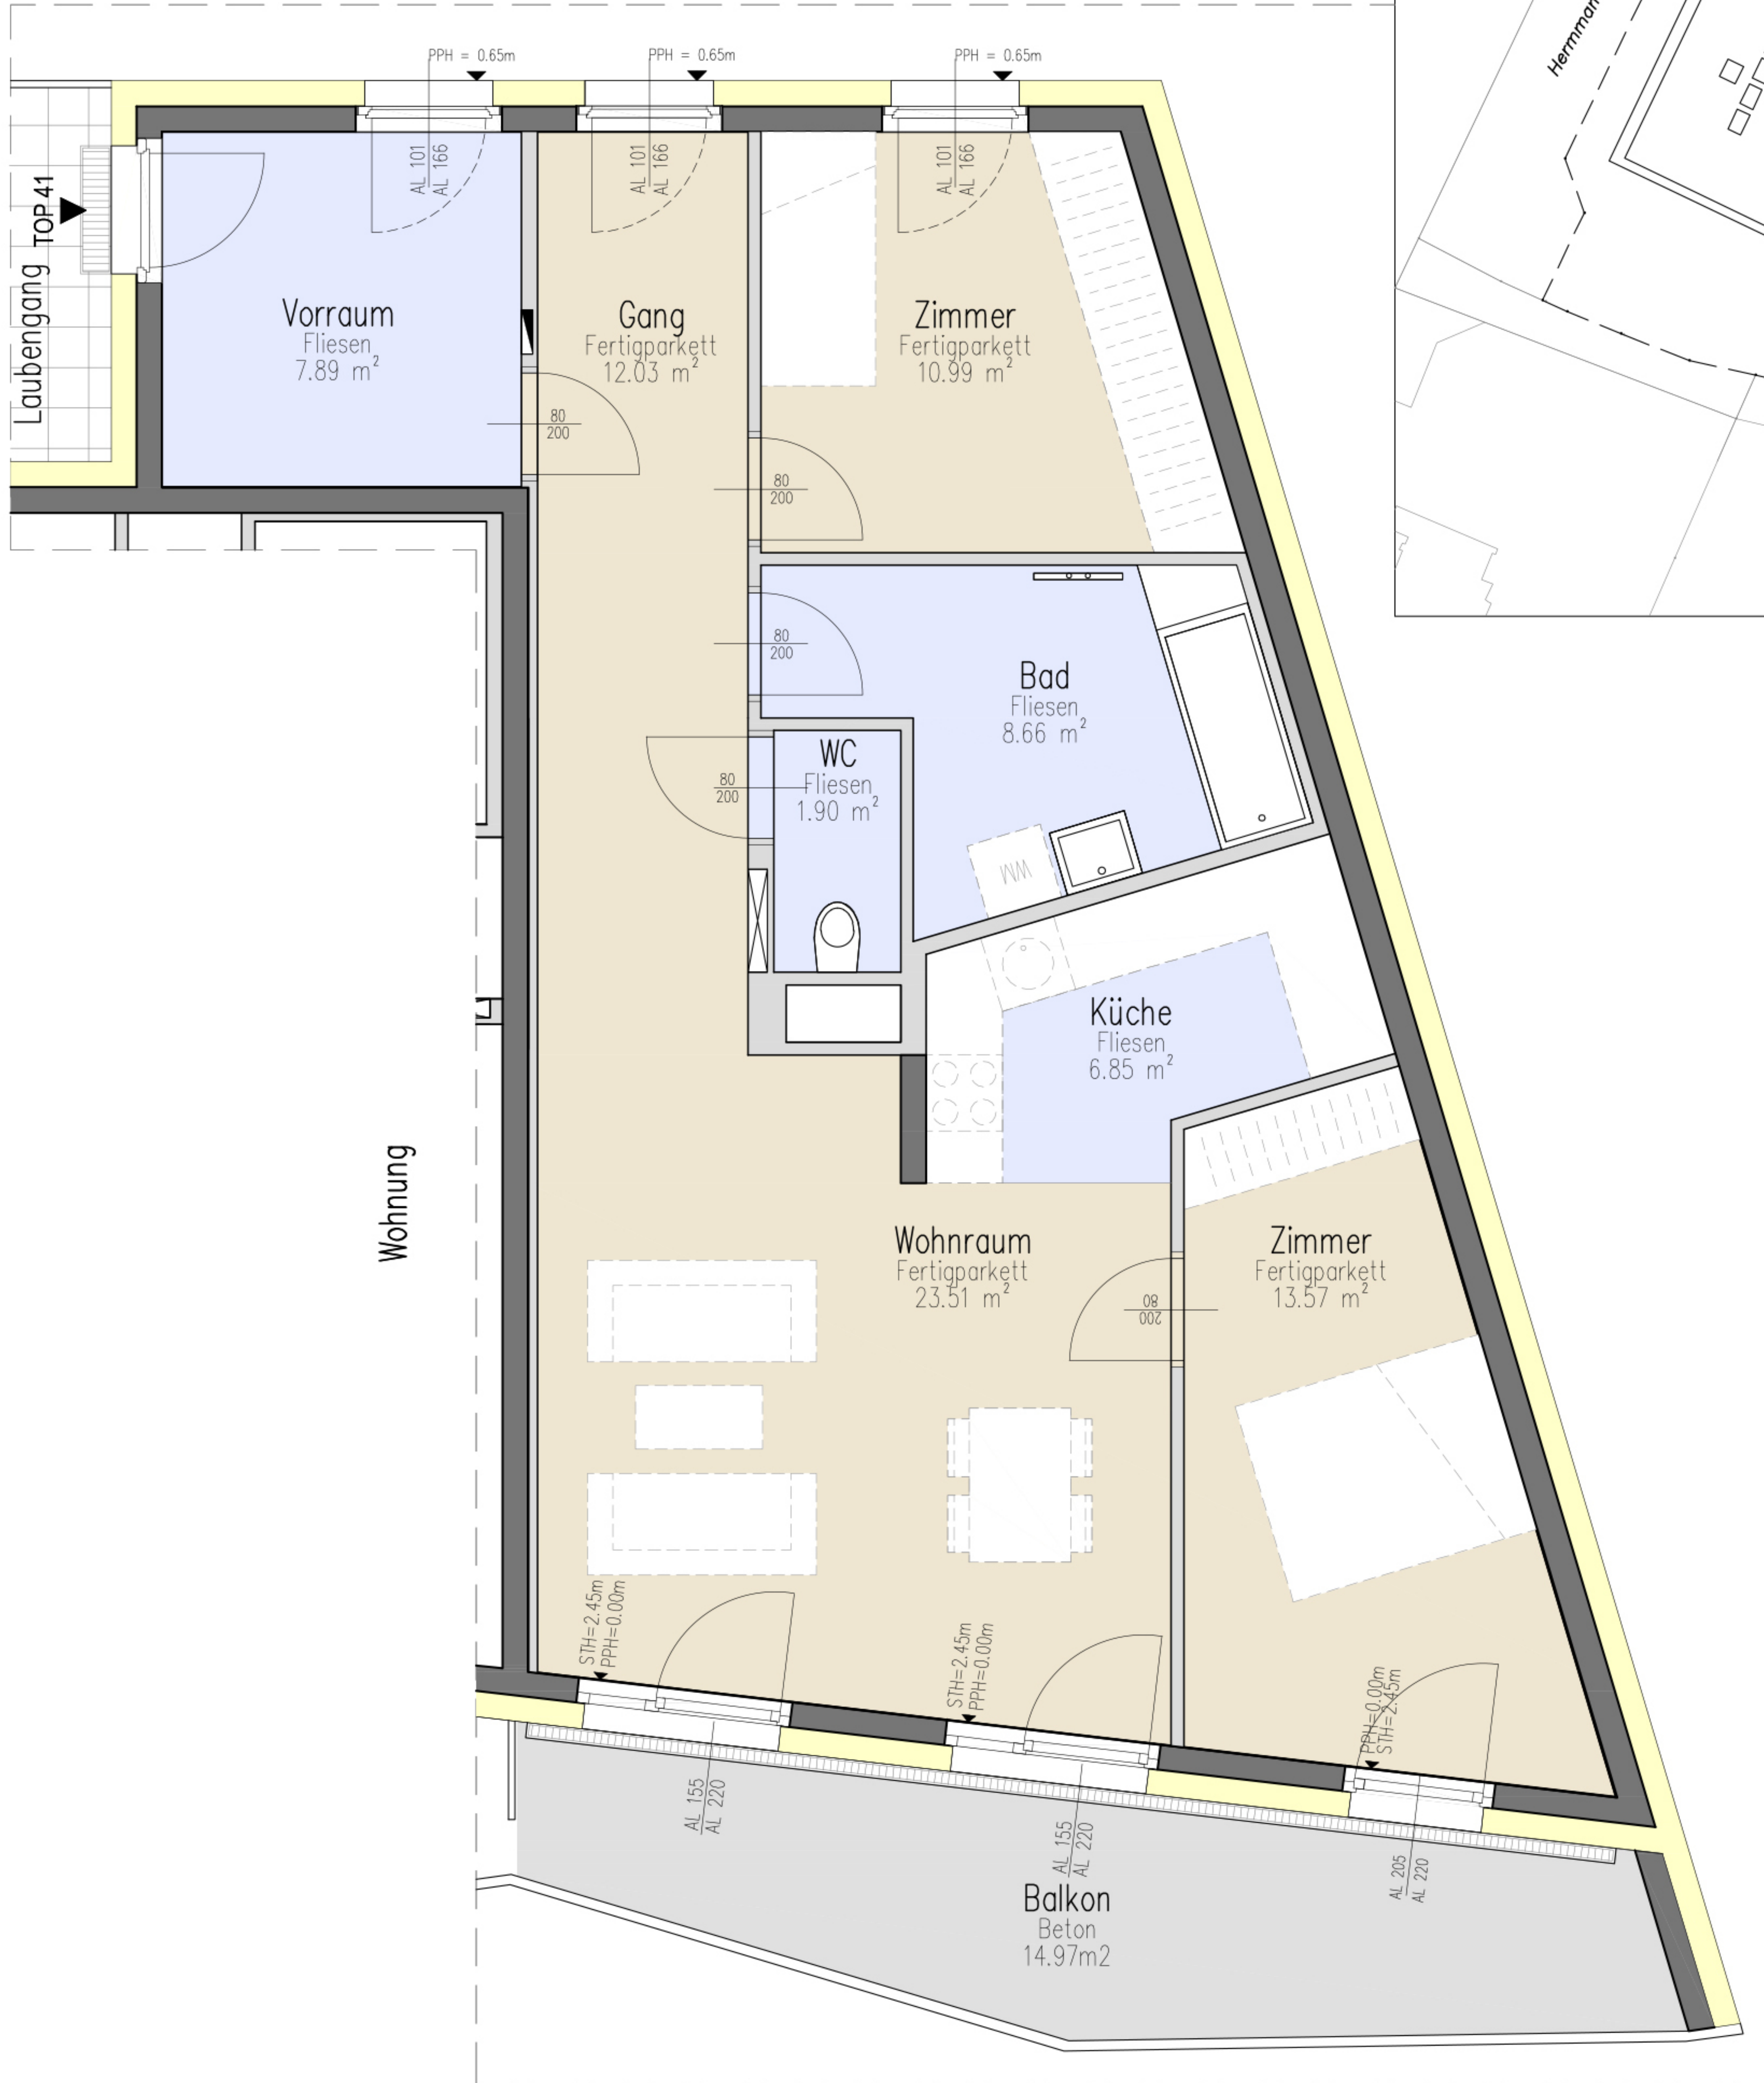 PPH = 0.65m
PPH = 0.65m
PPH = 0.65m
AL 101
AL 166
AL 101
AL 166
AL 101
AL 166
TOP 41
Laubengang
Vorraum
Fliesen
7.89 m²
Gang
Fertigparkett
12.03 m²
Zimmer
Fertigparkett
10.99 m²
80
200
80
200
80
200
Bad
Fliesen
8.66 m²
WC
Fliesen
1.90 m²
80
200
WM
Küche
Fliesen
6.85 m²
Wohnung
Wohnraum
Fertigparkett
23.51 m²
80
200
Zimmer
Fertigparkett
13.57 m²
STH=2.45m
PPH=0.00m
STH=2.45m
PPH=0.00m
PPH=0.00m
STH=2.45m
AL 155
AL 220
AL 155
AL 220
AL 205
AL 220
Balkon
Beton
14.97m2